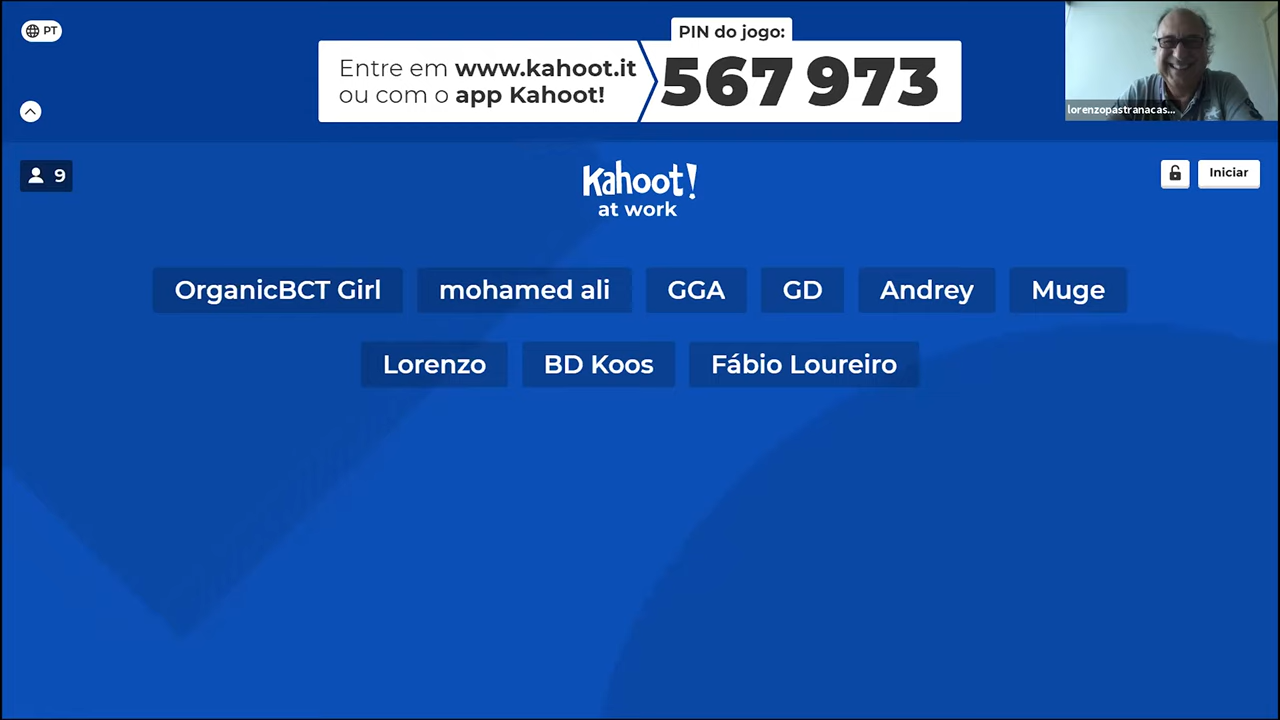 PT
PIN do jogo:
Entre em www.kahoot.it
ou com o app Kahoot!
567 973
lorenzopastranacas...
9
Kahoot!
at work
Iniciar
OrganicBCT Girl mohamed ali GGA GD Andrey Muge
Lorenzo BD Koos Fábio Loureiro